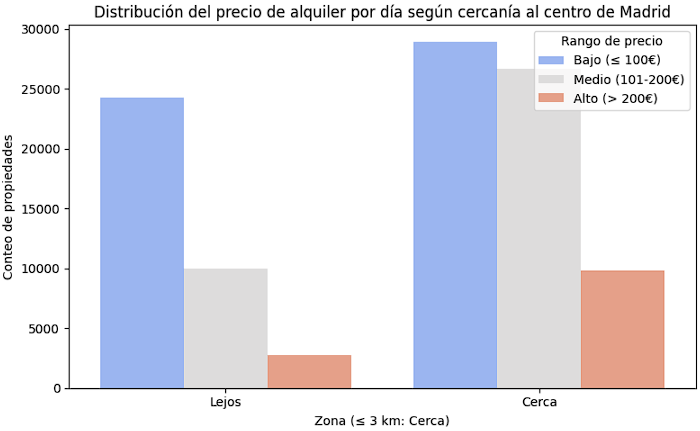 Distribución del precio de alquiler por día según cercanía al centro de Madrid
Conteo de propiedades
30000
25000
20000
15000
10000
5000
0
Rango de precio
Bajo (≤ 100€)
Medio (101-200€)
Alto (> 200€)
Lejos
Cerca
Zona (≤ 3 km: Cerca)